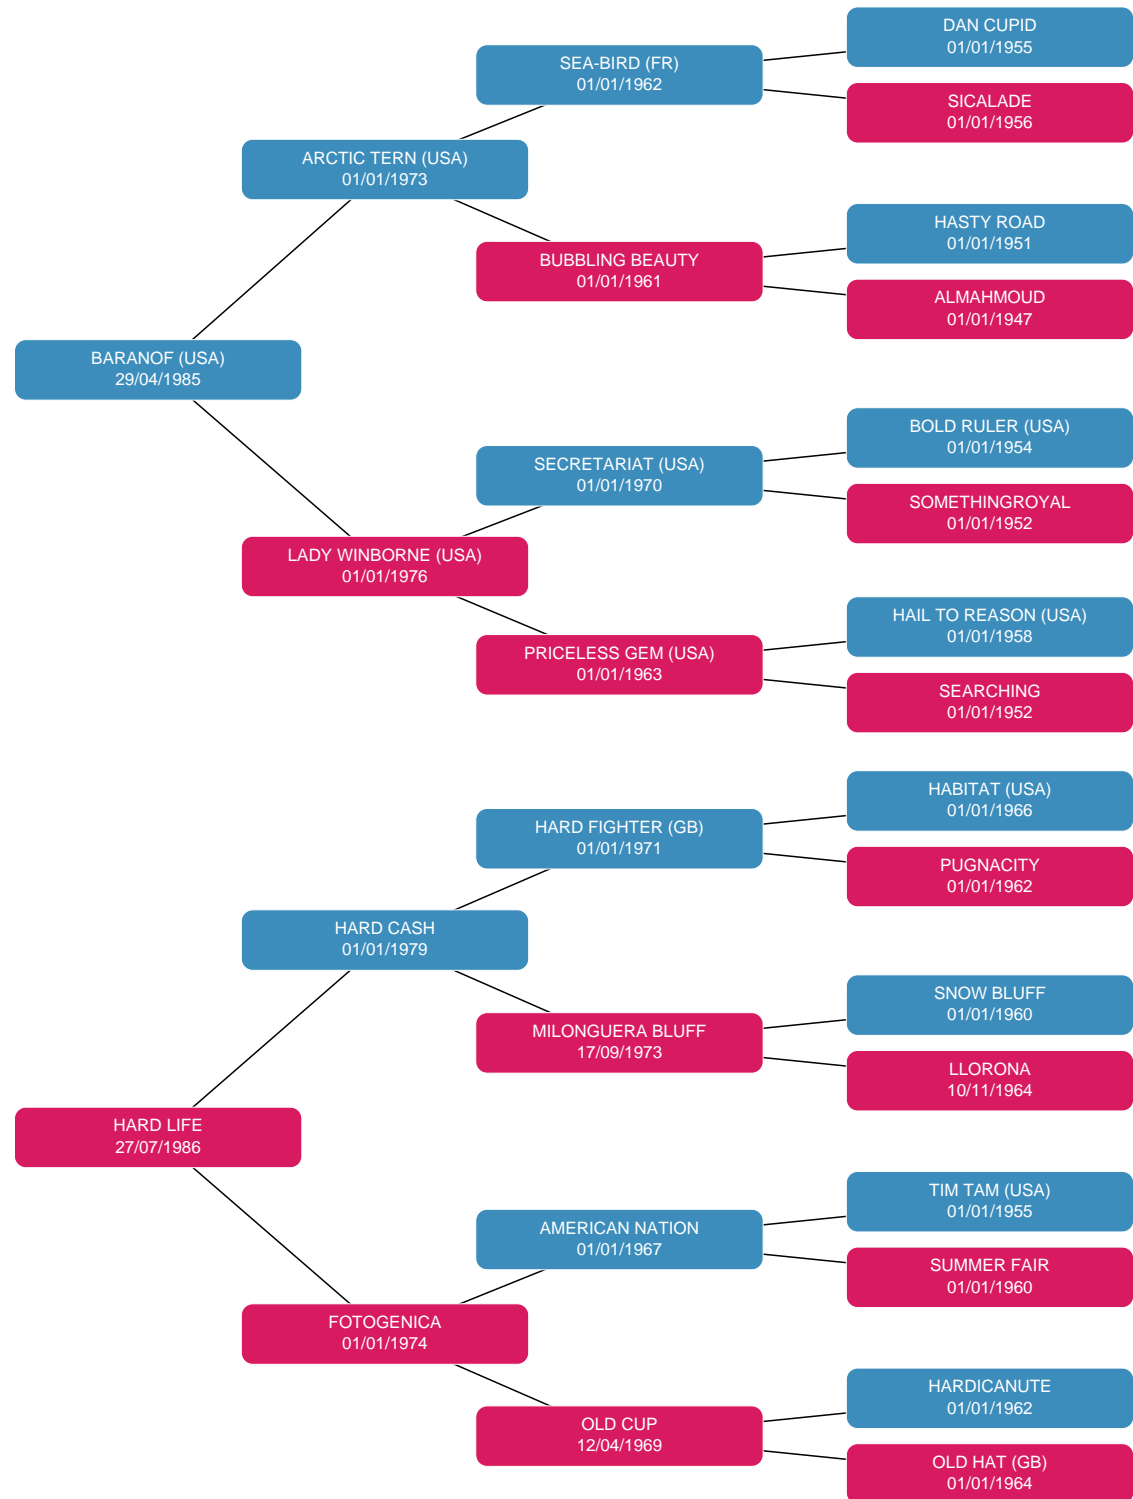 DAN CUPID
01/01/1955
SEA-BIRD (FR)
01/01/1962
SICALADE
01/01/1956
ARCTIC TERN (USA)
01/01/1973
HASTY ROAD
01/01/1951
BUBBLING BEAUTY
01/01/1961
ALMAHMOUD
01/01/1947
BARANOF (USA)
29/04/1985
BOLD RULER (USA)
01/01/1954
SECRETARIAT (USA)
01/01/1970
SOMETHINGROYAL
01/01/1952
LADY WINBORNE (USA)
01/01/1976
HAIL TO REASON (USA)
01/01/1958
PRICELESS GEM (USA)
01/01/1963
SEARCHING
01/01/1952
HABITAT (USA)
01/01/1966
HARD FIGHTER (GB)
01/01/1971
PUGNACITY
01/01/1962
HARD CASH
01/01/1979
SNOW BLUFF
01/01/1960
MILONGUERA BLUFF
17/09/1973
LLORONA
10/11/1964
HARD LIFE
27/07/1986
TIM TAM (USA)
01/01/1955
AMERICAN NATION
01/01/1967
SUMMER FAIR
01/01/1960
FOTOGENICA
01/01/1974
HARDICANUTE
01/01/1962
OLD CUP
12/04/1969
OLD HAT (GB)
01/01/1964